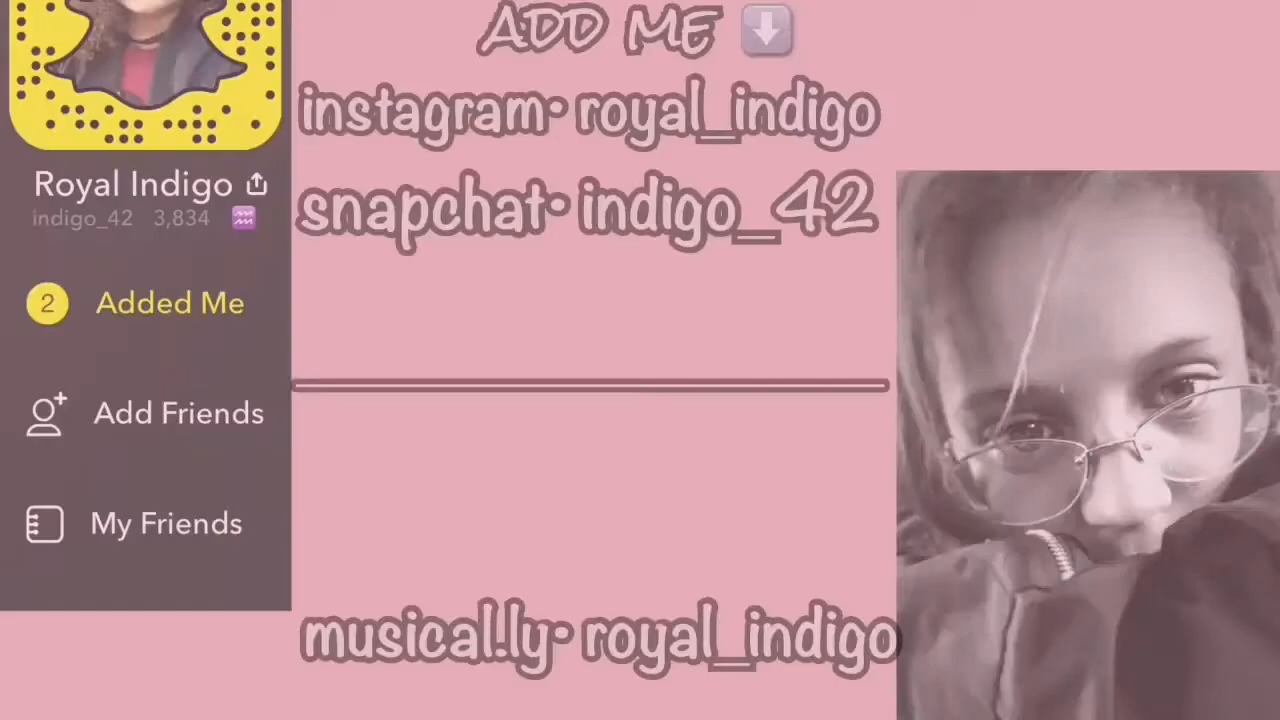 ADD ME ⬇️
instagram• royal_indigo
snapchat• indigo_42
Royal Indigo
indigo_42 3,834 ♒
2 Added Me
Add Friends
My Friends
musical.ly• royal_indigo